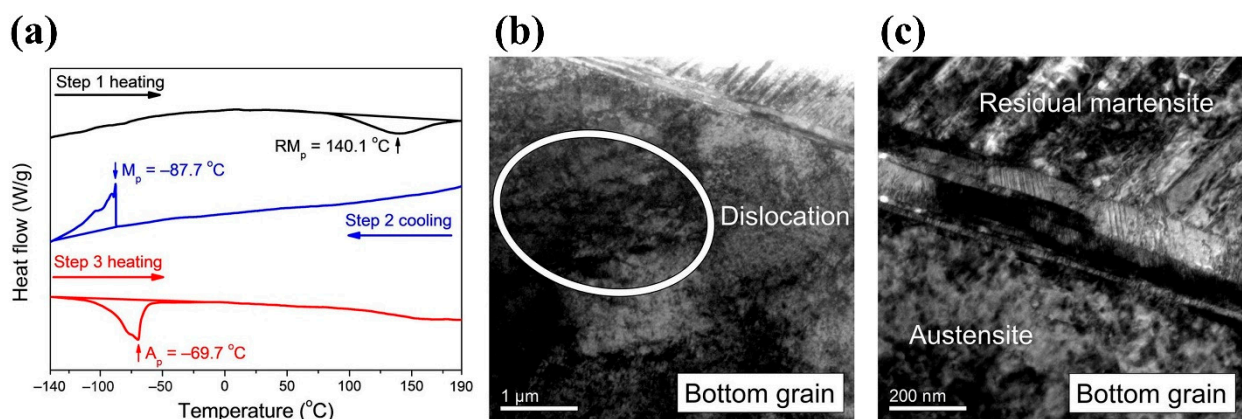 (a)
Step 1 heating
RMp = 140.1 °C
Mp = –87.7 °C
Step 2 cooling
Step 3 heating
Ap = –69.7 °C
Heat flow (W/g)
–140 –100 –50 0 50 100 150 190
Temperature (°C)
(b)
Dislocation
1 μm
Bottom grain
(c)
Residual martensite
Austensite
200 nm
Bottom grain